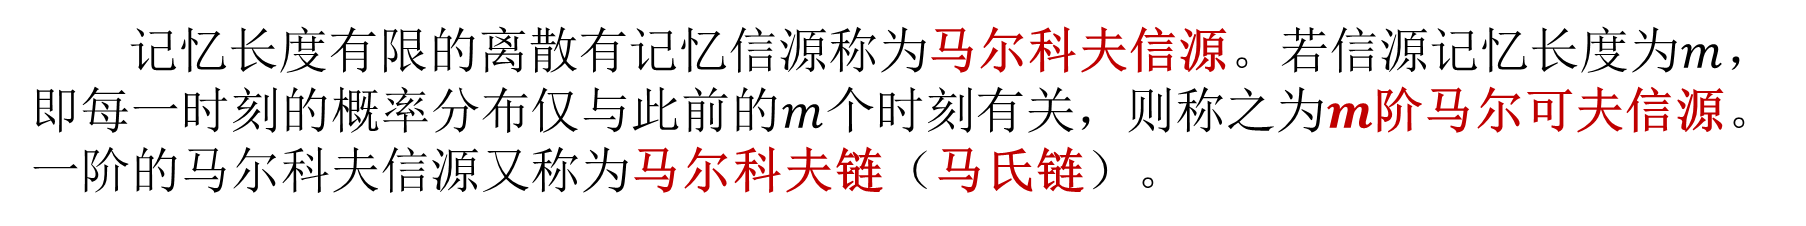 记忆长度有限的离散有记忆信源称为马尔科夫信源。若信源记忆长度为m，
即每一时刻的概率分布仅与此前的m个时刻有关，则称之为m阶马尔可夫信源。
一阶的马尔科夫信源又称为马尔科夫链（马氏链）。